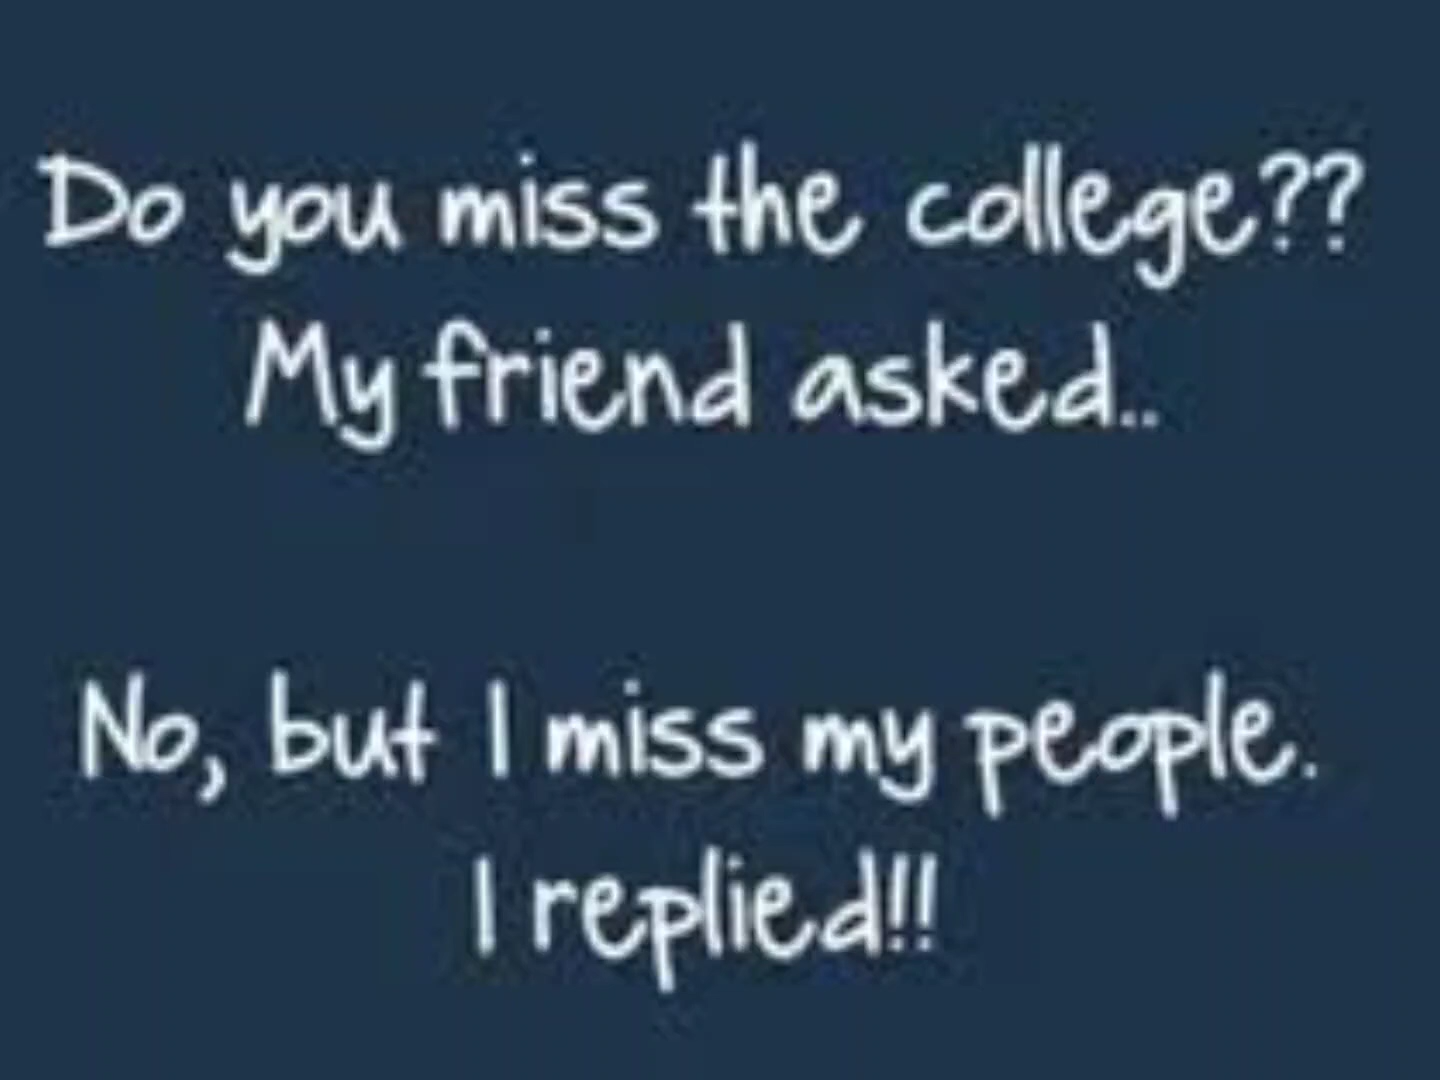 Do you miss the college??
My friend asked..
No, but I miss my people.
I replied!!